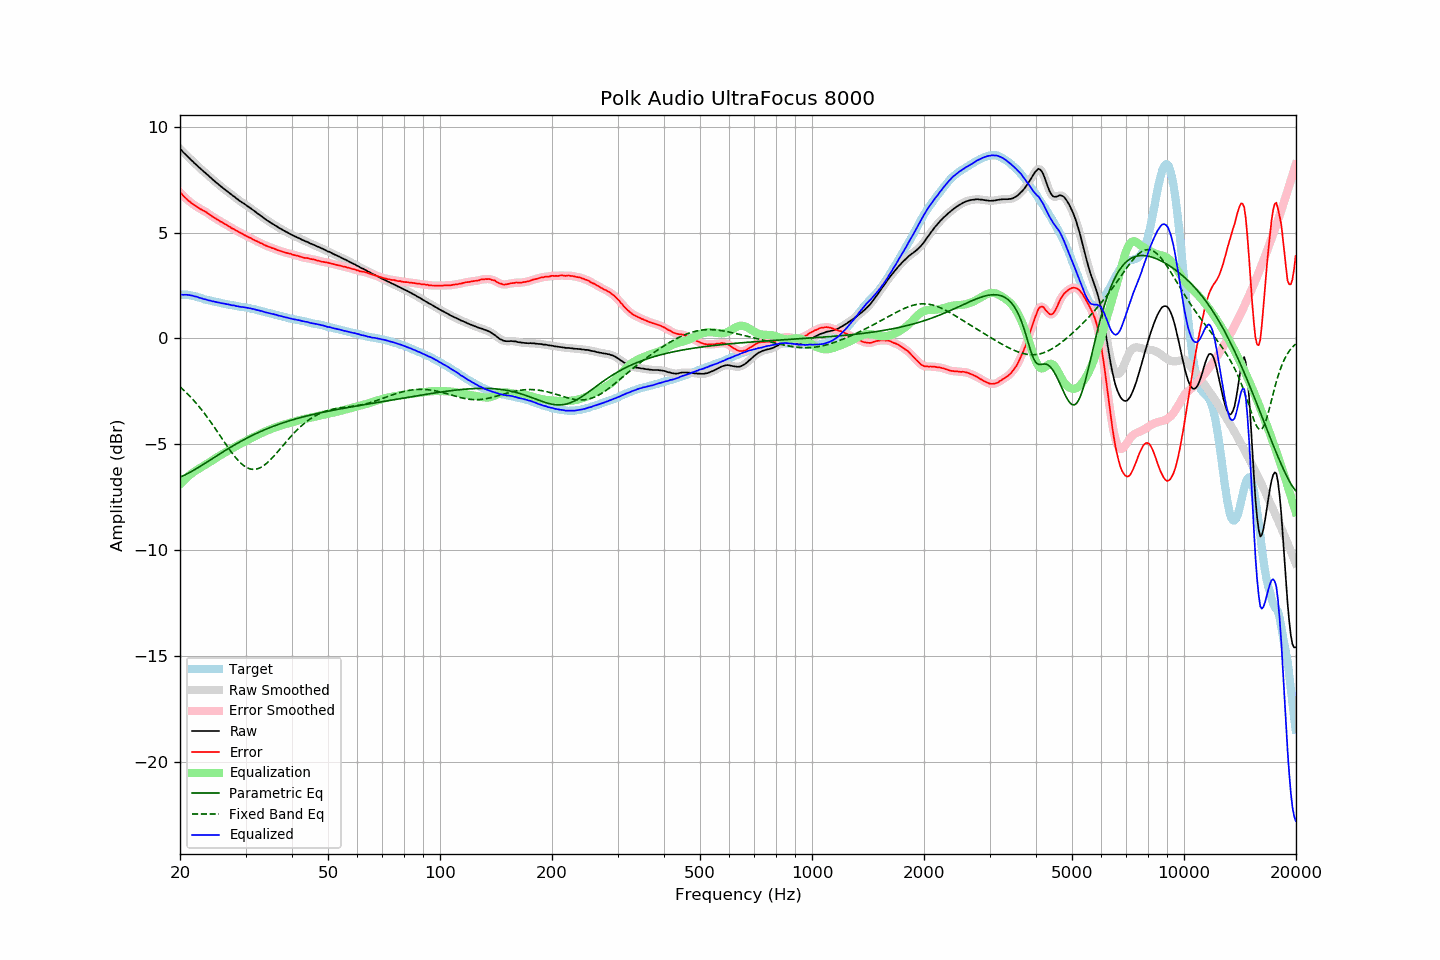 Polk Audio UltraFocus 8000
10
5
0
−5
−10
−15
−20
Amplitude (dBr)
Target
Raw Smoothed
Error Smoothed
Raw
Error
Equalization
Parametric Eq
Fixed Band Eq
Equalized
20 50 100 200 500 1000 2000 5000 10000 20000
Frequency (Hz)